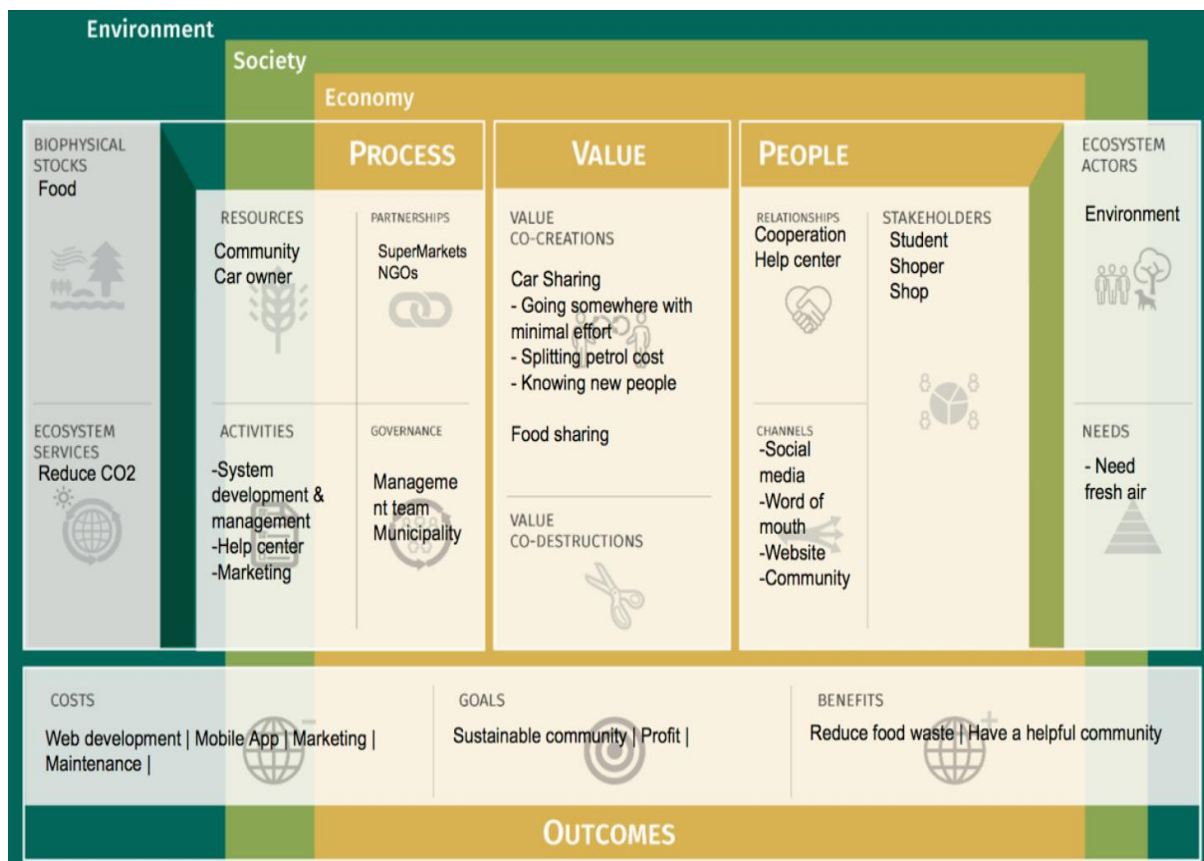 Environment
Society
Economy
BIOPHYSICAL
STOCKS
Food
ECOSYSTEM
SERVICES
Reduce CO2
PROCESS
RESOURCES
Community
Car owner
PARTNERSHIPS
SuperMarkets
NGOs
ACTIVITIES
-System
development &
management
-Help center
-Marketing
GOVERNANCE
Manageme
nt team
Municipality
VALUE
VALUE
CO-CREATIONS
Car Sharing
- Going somewhere with
minimal effort
- Splitting petrol cost
- Knowing new people
Food sharing
VALUE
CO-DESTRUCTIONS
PEOPLE
RELATIONSHIPS
Cooperation
Help center
STAKEHOLDERS
Student
Shoper
Shop
CHANNELS
-Social
media
-Word of
mouth
-Website
-Community
ECOSYSTEM
ACTORS
Environment
NEEDS
- Need
fresh air
COSTS
Web development | Mobile App | Marketing |
Maintenance |
GOALS
Sustainable community | Profit |
BENEFITS
Reduce food waste | Have a helpful community
OUTCOMES